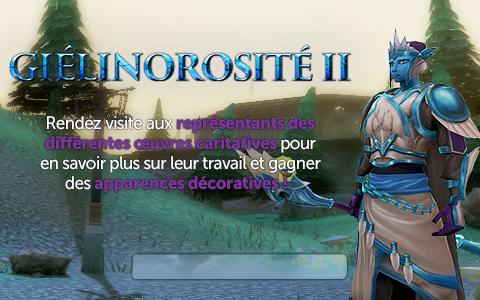 GIÉLINOROSITÉ II
Rendez visite aux représentants des
différentes œuvres caritatives pour
en savoir plus sur leur travail et gagner
des apparences décoratives !